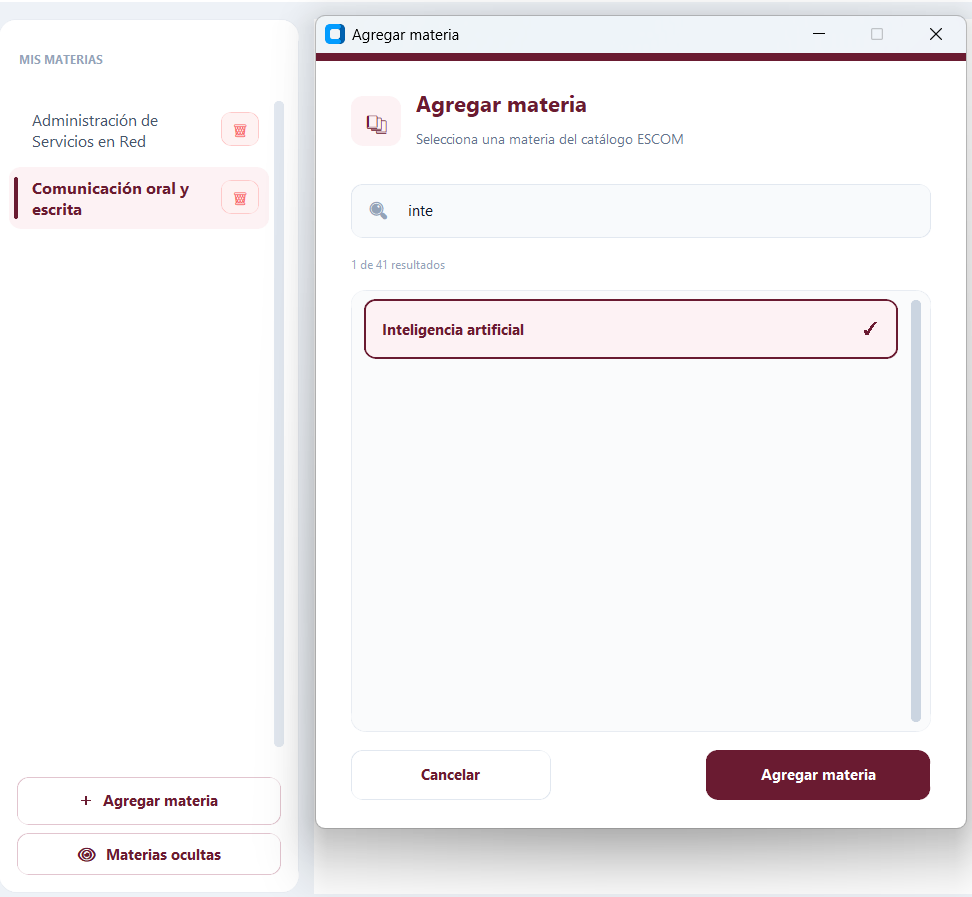 MIS MATERIAS
Administración de
Servicios en Red
Comunicación oral y
escrita
+ Agregar materia
Materias ocultas
Agregar materia
Agregar materia
Selecciona una materia del catálogo ESCOM
inte
1 de 41 resultados
Inteligencia artificial ✓
Cancelar
Agregar materia